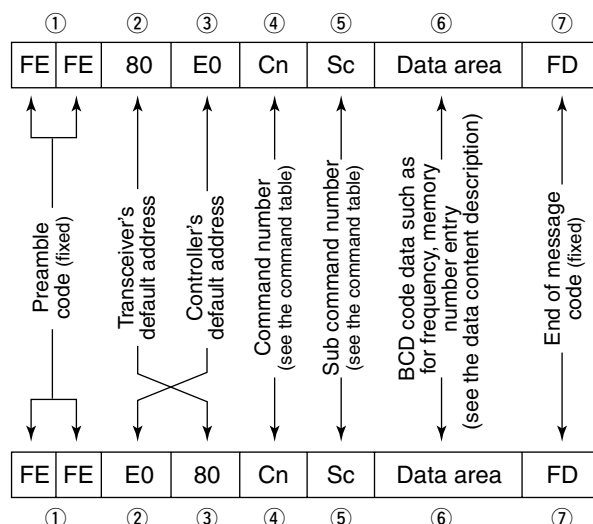 ① ② ③ ④ ⑤ ⑥ ⑦
FE FE 80 E0 Cn Sc Data area FD
Preamble
code (fixed)
Transceiver's
default address
Controller's
default address
Command number
(see the command table)
Sub command number
(see the command table)
BCD code data such as
for frequency, memory
number entry
(see the data content description)
End of message
code (fixed)
FE FE E0 80 Cn Sc Data area FD
① ② ③ ④ ⑤ ⑥ ⑦